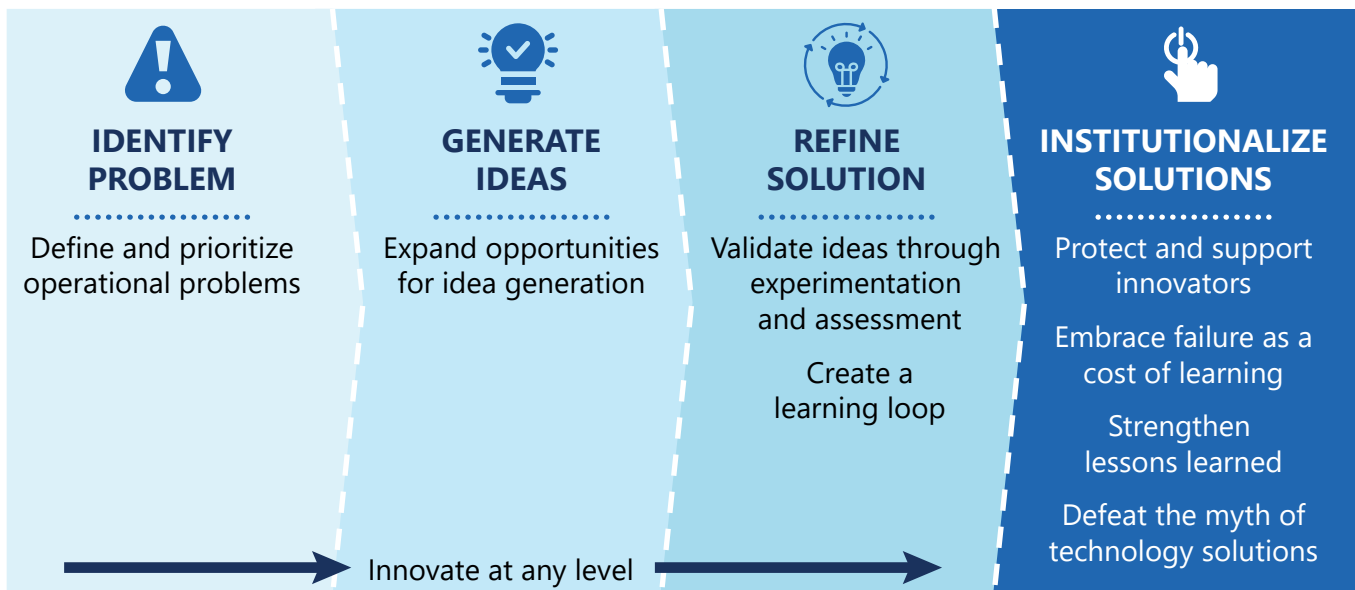 IDENTIFY
PROBLEM
Define and prioritize
operational problems
GENERATE
IDEAS
Expand opportunities
for idea generation
REFINE
SOLUTION
Validate ideas through
experimentation
and assessment
Create a
learning loop
INSTITUTIONALIZE
SOLUTIONS
Protect and support
innovators
Embrace failure as a
cost of learning
Strengthen
lessons learned
Defeat the myth of
technology solutions
Innovate at any level